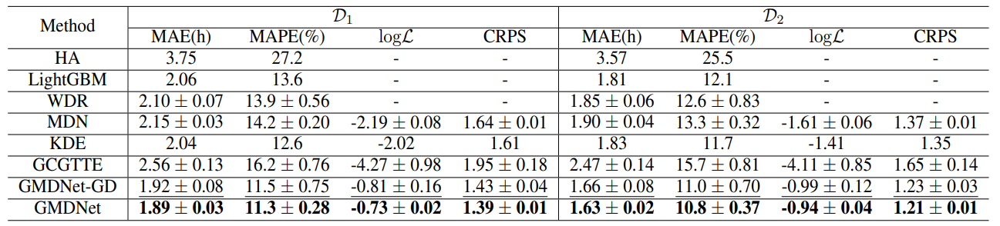 Method 𝒟₁ 𝒟₂
MAE(h) MAPE(%) logℒ CRPS MAE(h) MAPE(%) logℒ CRPS
HA 3.75 27.2 - - 3.57 25.5 - -
LightGBM 2.06 13.6 - - 1.81 12.1 - -
WDR 2.10 ± 0.07 13.9 ± 0.56 - - 1.85 ± 0.06 12.6 ± 0.83 - -
MDN 2.15 ± 0.03 14.2 ± 0.20 -2.19 ± 0.08 1.64 ± 0.01 1.90 ± 0.04 13.3 ± 0.32 -1.61 ± 0.06 1.37 ± 0.01
KDE 2.04 12.6 -2.02 1.61 1.83 11.7 -1.41 1.35
GCGTTE 2.56 ± 0.13 16.2 ± 0.76 -4.27 ± 0.98 1.95 ± 0.18 2.47 ± 0.14 15.7 ± 0.81 -4.11 ± 0.85 1.65 ± 0.14
GMDNet-GD 1.92 ± 0.08 11.5 ± 0.75 -0.81 ± 0.16 1.43 ± 0.04 1.66 ± 0.08 11.0 ± 0.70 -0.99 ± 0.12 1.23 ± 0.03
GMDNet 1.89 ± 0.03 11.3 ± 0.28 -0.73 ± 0.02 1.39 ± 0.01 1.63 ± 0.02 10.8 ± 0.37 -0.94 ± 0.04 1.21 ± 0.01